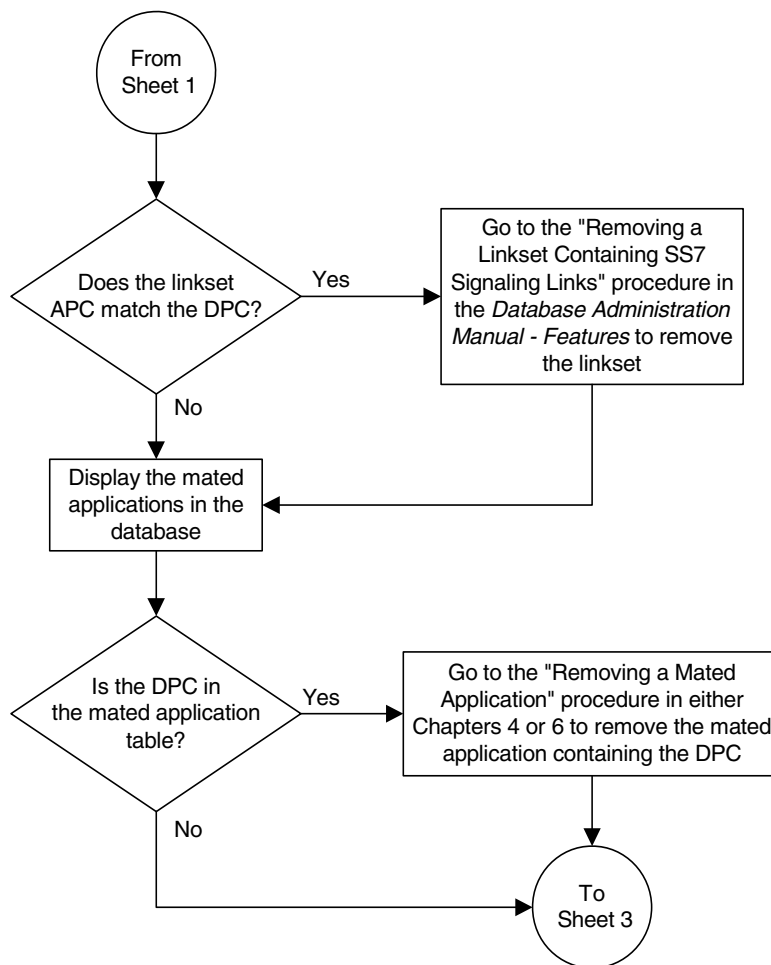 From
Sheet 1
Does the linkset
APC match the DPC?
Yes
Go to the "Removing a
Linkset Containing SS7
Signaling Links" procedure in
the Database Administration
Manual - Features to remove
the linkset
No
Display the mated
applications in the
database
Is the DPC in
the mated application
table?
Yes
Go to the "Removing a Mated
Application" procedure in either
Chapters 4 or 6 to remove the mated
application containing the DPC
No
To
Sheet 3